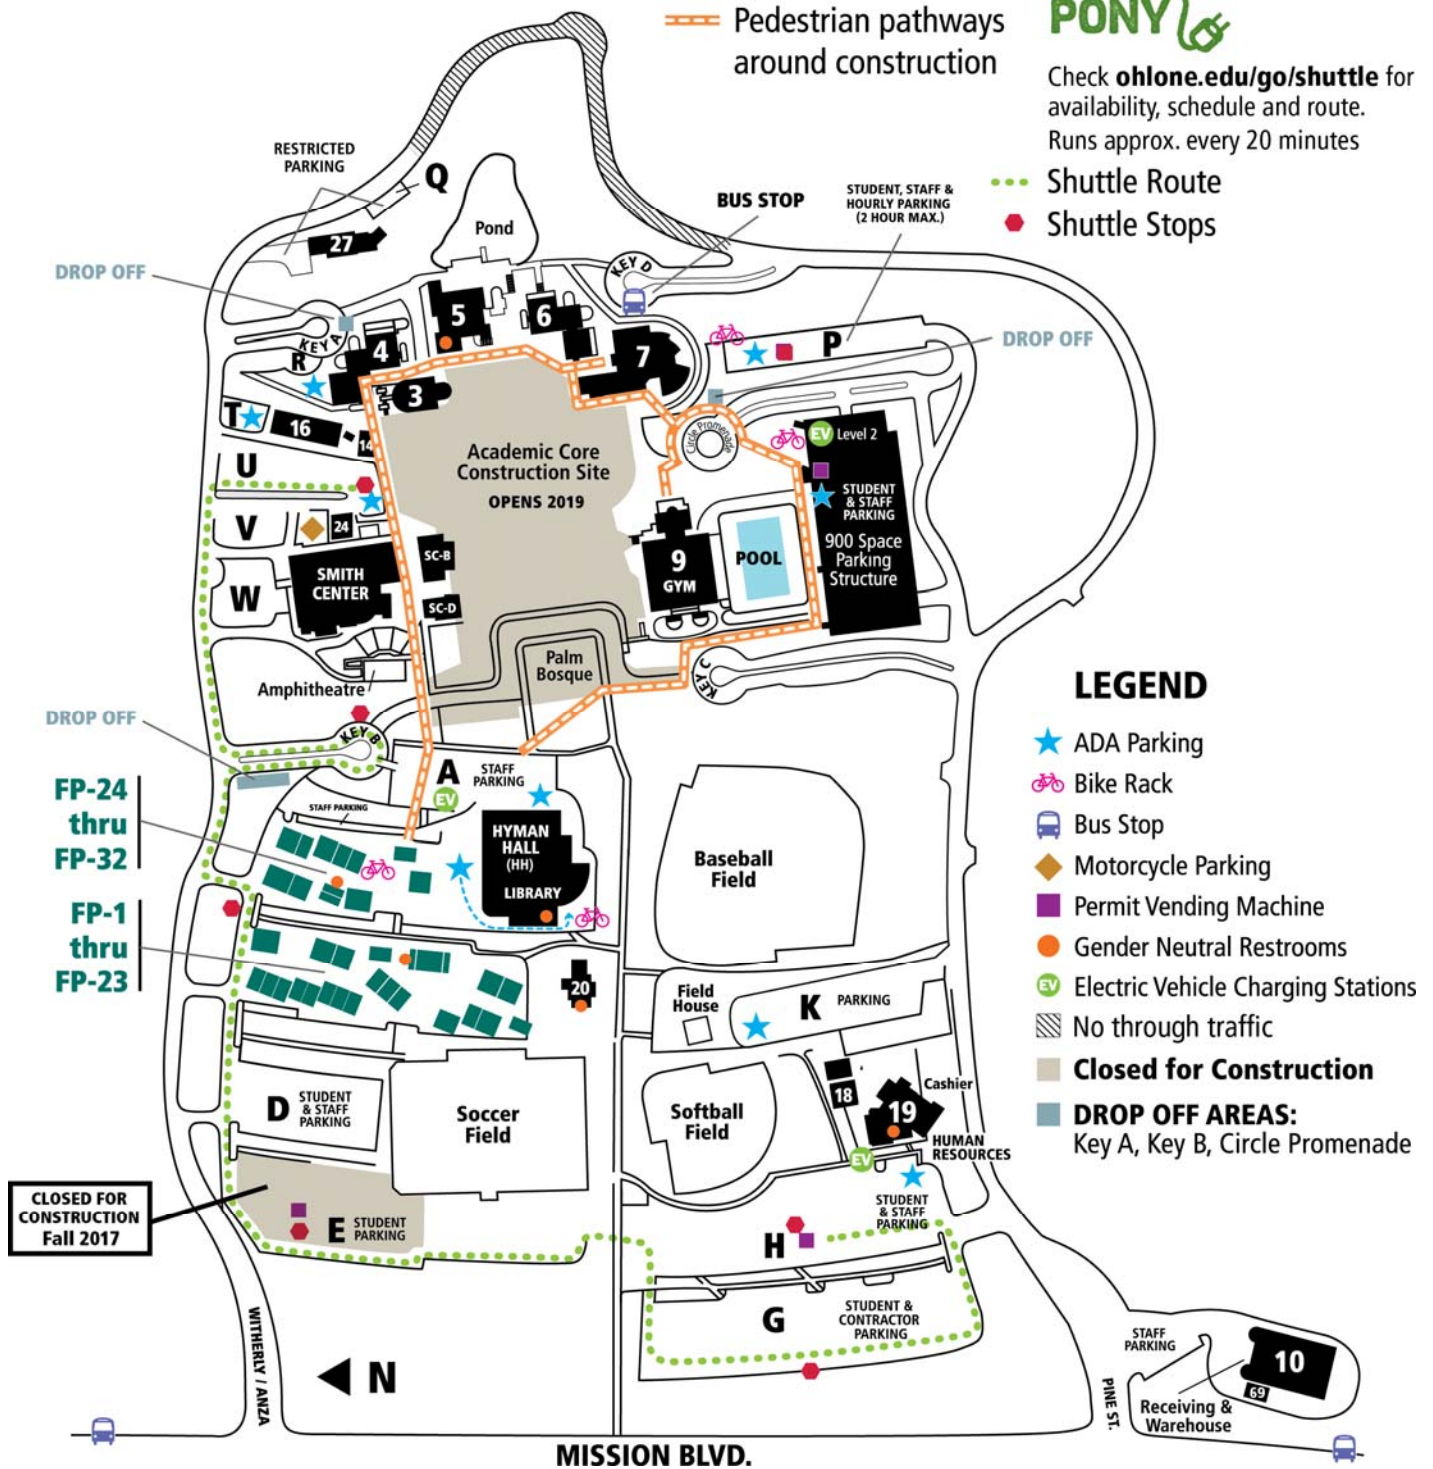 Pedestrian pathways
around construction
PONY
Check ohlone.edu/go/shuttle for
availability, schedule and route.
Runs approx. every 20 minutes
Shuttle Route
Shuttle Stops
RESTRICTED
PARKING
Q
Pond
BUS STOP
STUDENT, STAFF &
HOURLY PARKING
(2 HOUR MAX.)
27
DROP OFF
KEY D
5
6
KEY A
4
R
7
P
DROP OFF
3
T
16
14
Circle Promenade
EV
Level 2
Academic Core
Construction Site
OPENS 2019
U
STUDENT
& STAFF
PARKING
V
24
SC-B
9
GYM
POOL
900 Space
Parking
Structure
SMITH
CENTER
W
SC-D
Palm
Bosque
KEY C
Amphitheatre
DROP OFF
KEY B
LEGEND
ADA Parking
Bike Rack
Bus Stop
Motorcycle Parking
Permit Vending Machine
Gender Neutral Restrooms
EV
Electric Vehicle Charging Stations
No through traffic
Closed for Construction
DROP OFF AREAS:
Key A, Key B, Circle Promenade
A
STAFF
PARKING
EV
STAFF PARKING
FP-24
thru
FP-32
HYMAN
HALL
(HH)
LIBRARY
Baseball
Field
FP-1
thru
FP-23
20
Field
House
K
PARKING
D
STUDENT
& STAFF
PARKING
Soccer
Field
Softball
Field
18
19
Cashier
HUMAN
RESOURCES
EV
STUDENT
& STAFF
PARKING
CLOSED FOR
CONSTRUCTION
Fall 2017
E
STUDENT
PARKING
H
G
STUDENT &
CONTRACTOR
PARKING
WITHERLY / ANZA
N
STAFF
PARKING
10
69
Receiving &
Warehouse
PINE ST.
MISSION BLVD.